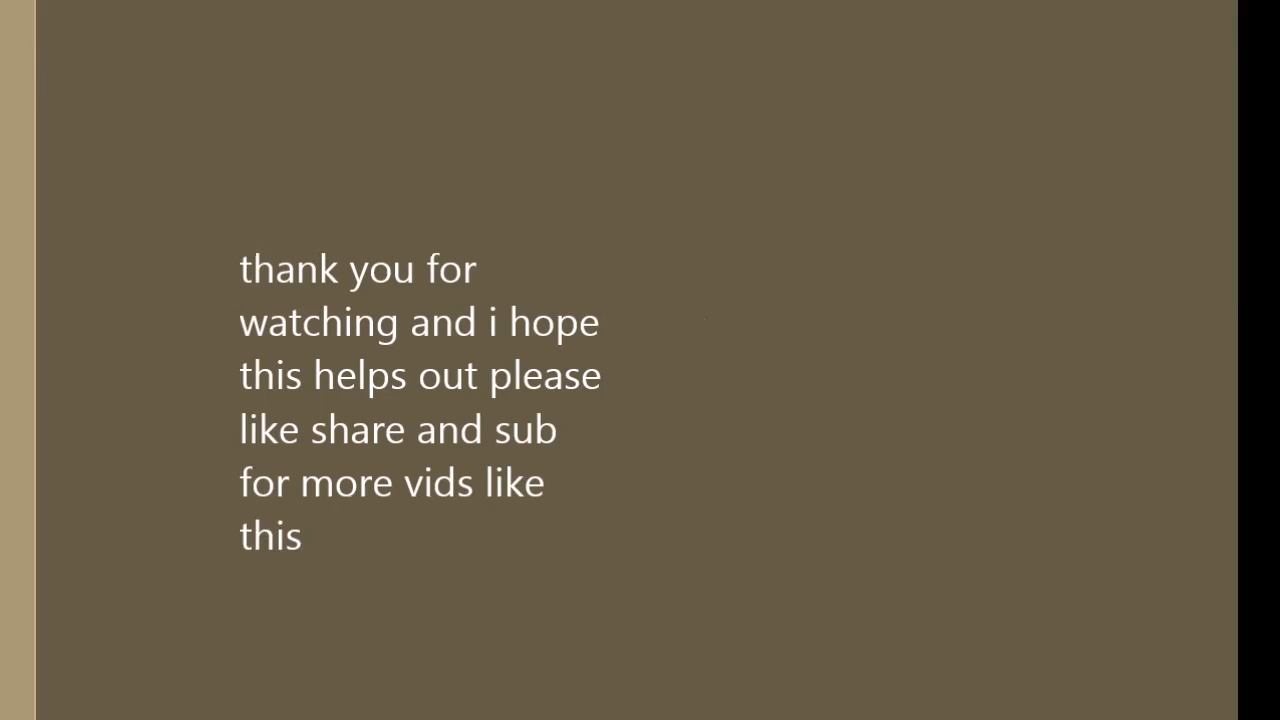 thank you for
watching and i hope
this helps out please
like share and sub
for more vids like
this